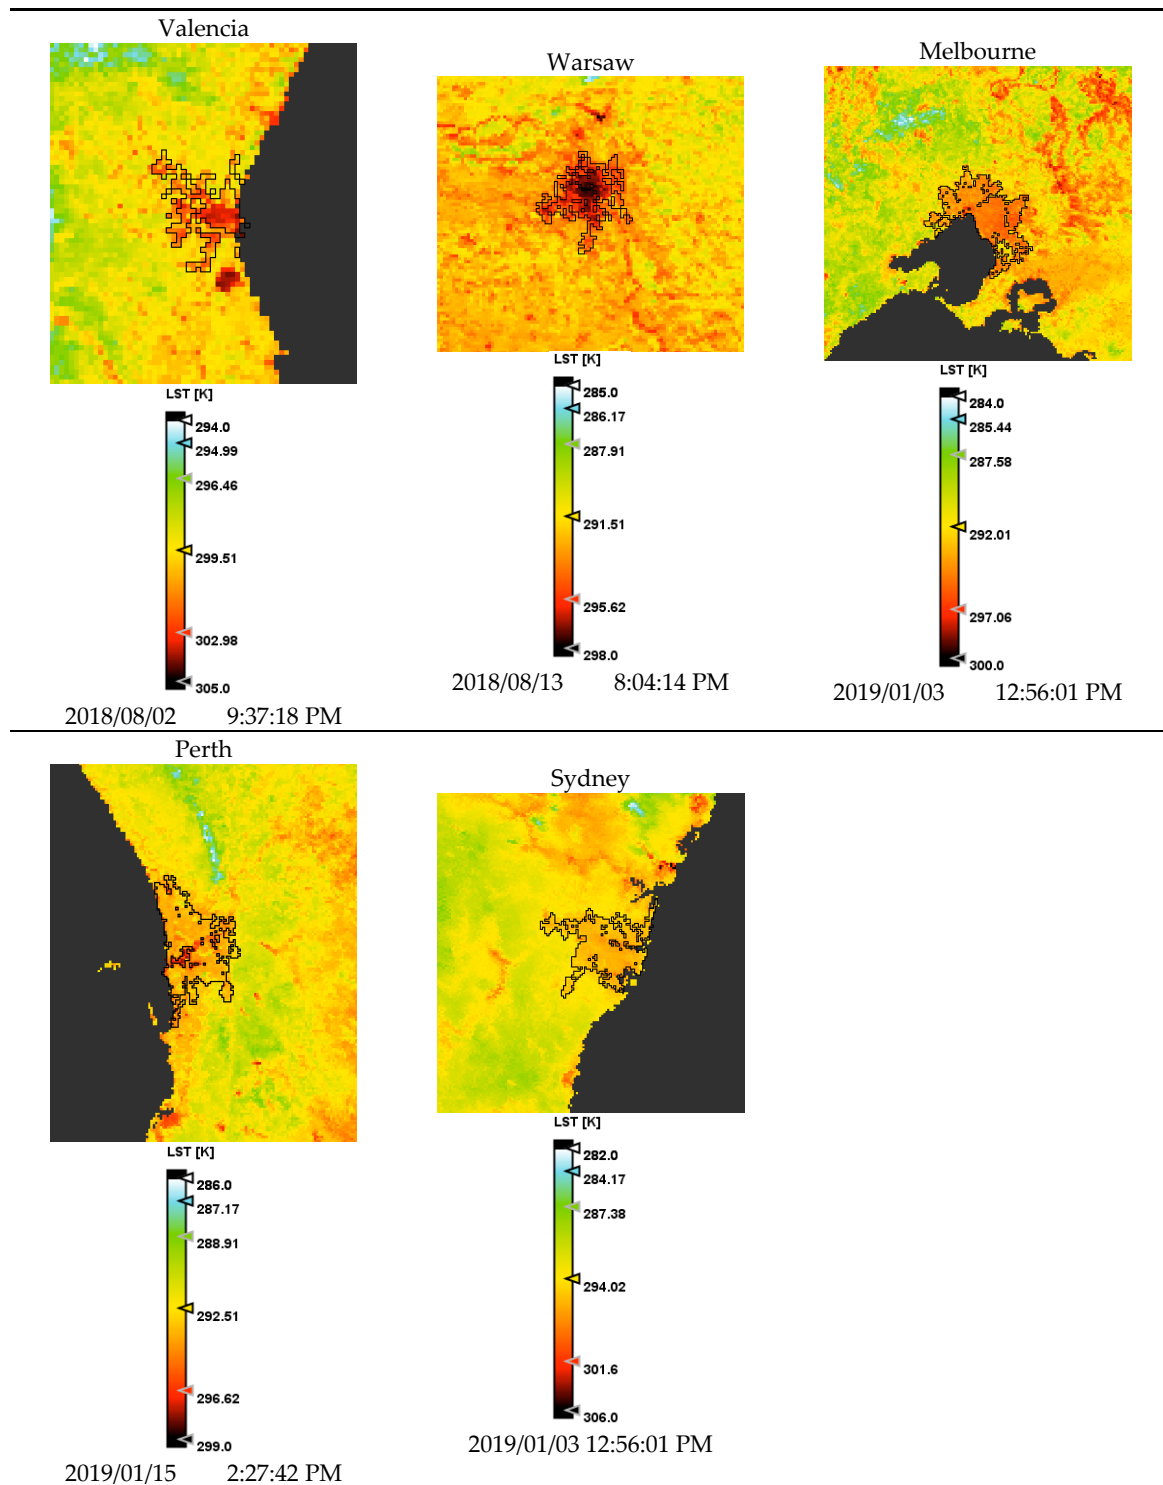 Valencia
Warsaw
Melbourne
LST [K]
294.0
294.99
296.46
299.51
302.98
305.0
2018/08/02 9:37:18 PM
LST [K]
285.0
286.17
287.91
291.51
295.62
298.0
2018/08/13 8:04:14 PM
LST [K]
284.0
285.44
287.58
292.01
297.06
300.0
2019/01/03 12:56:01 PM
Perth
Sydney
LST [K]
286.0
287.17
288.91
292.51
296.62
299.0
2019/01/15 2:27:42 PM
LST [K]
282.0
284.17
287.38
294.02
301.6
306.0
2019/01/03 12:56:01 PM